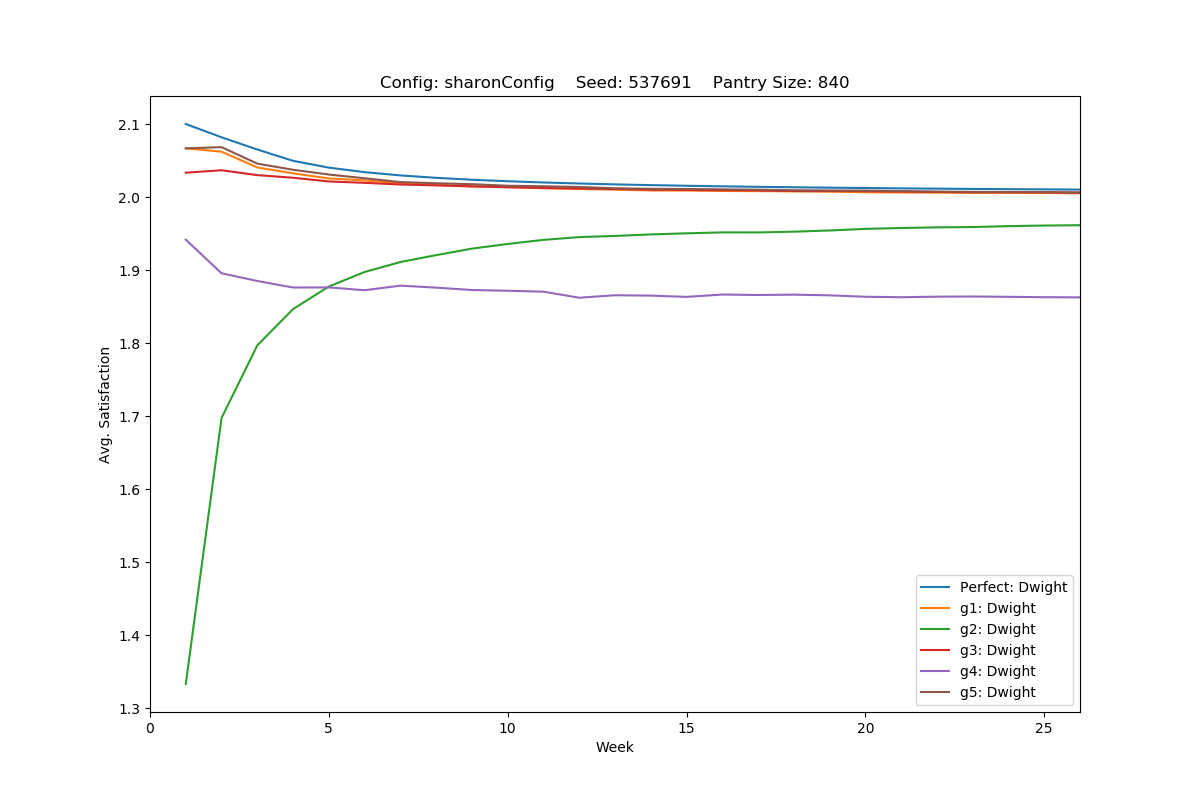 Config: sharonConfig    Seed: 537691    Pantry Size: 840
2.1
2.0
1.9
1.8
1.7
1.6
1.5
1.4
1.3
Avg. Satisfaction
Perfect: Dwight
g1: Dwight
g2: Dwight
g3: Dwight
g4: Dwight
g5: Dwight
0 5 10 15 20 25
Week